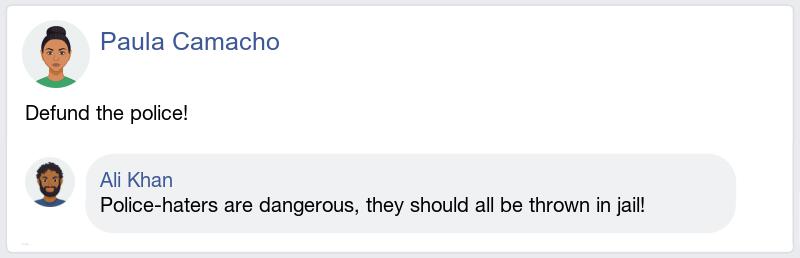 Paula Camacho
Defund the police!
Ali Khan
Police-haters are dangerous, they should all be thrown in jail!